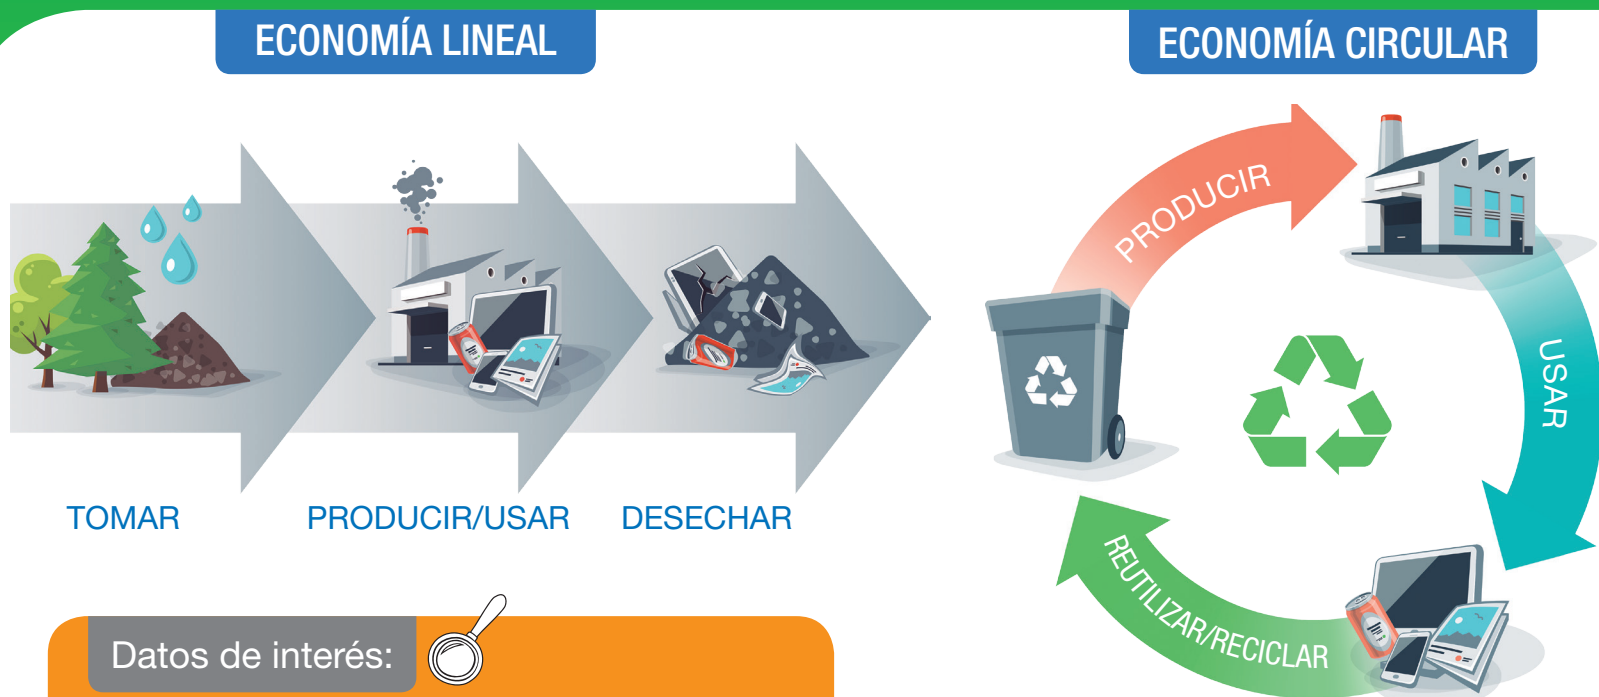 ECONOMÍA LINEAL
TOMAR
PRODUCIR/USAR
DESECHAR
Datos de interés:
ECONOMÍA CIRCULAR
PRODUCIR
USAR
REUTILIZAR/RECICLAR